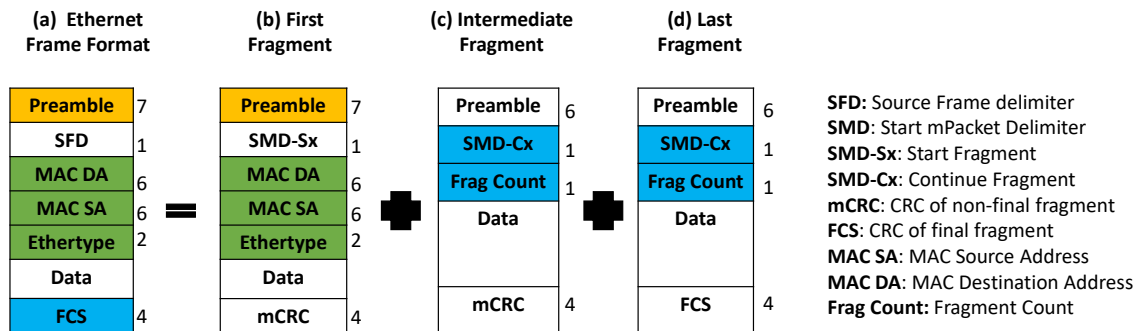 (a) Ethernet
Frame Format
(b) First
Fragment
(c) Intermediate
Fragment
(d) Last
Fragment
Preamble 7
SFD 1
MAC DA 6
MAC SA 6
Ethertype 2
Data
FCS 4
Preamble 7
SMD-Sx 1
MAC DA 6
MAC SA 6
Ethertype 2
Data
mCRC 4
Preamble 6
SMD-Cx 1
Frag Count 1
Data
mCRC 4
Preamble 6
SMD-Cx 1
Frag Count 1
Data
FCS 4
SFD: Source Frame delimiter
SMD: Start mPacket Delimiter
SMD-Sx: Start Fragment
SMD-Cx: Continue Fragment
mCRC: CRC of non-final fragment
FCS: CRC of final fragment
MAC SA: MAC Source Address
MAC DA: MAC Destination Address
Frag Count: Fragment Count